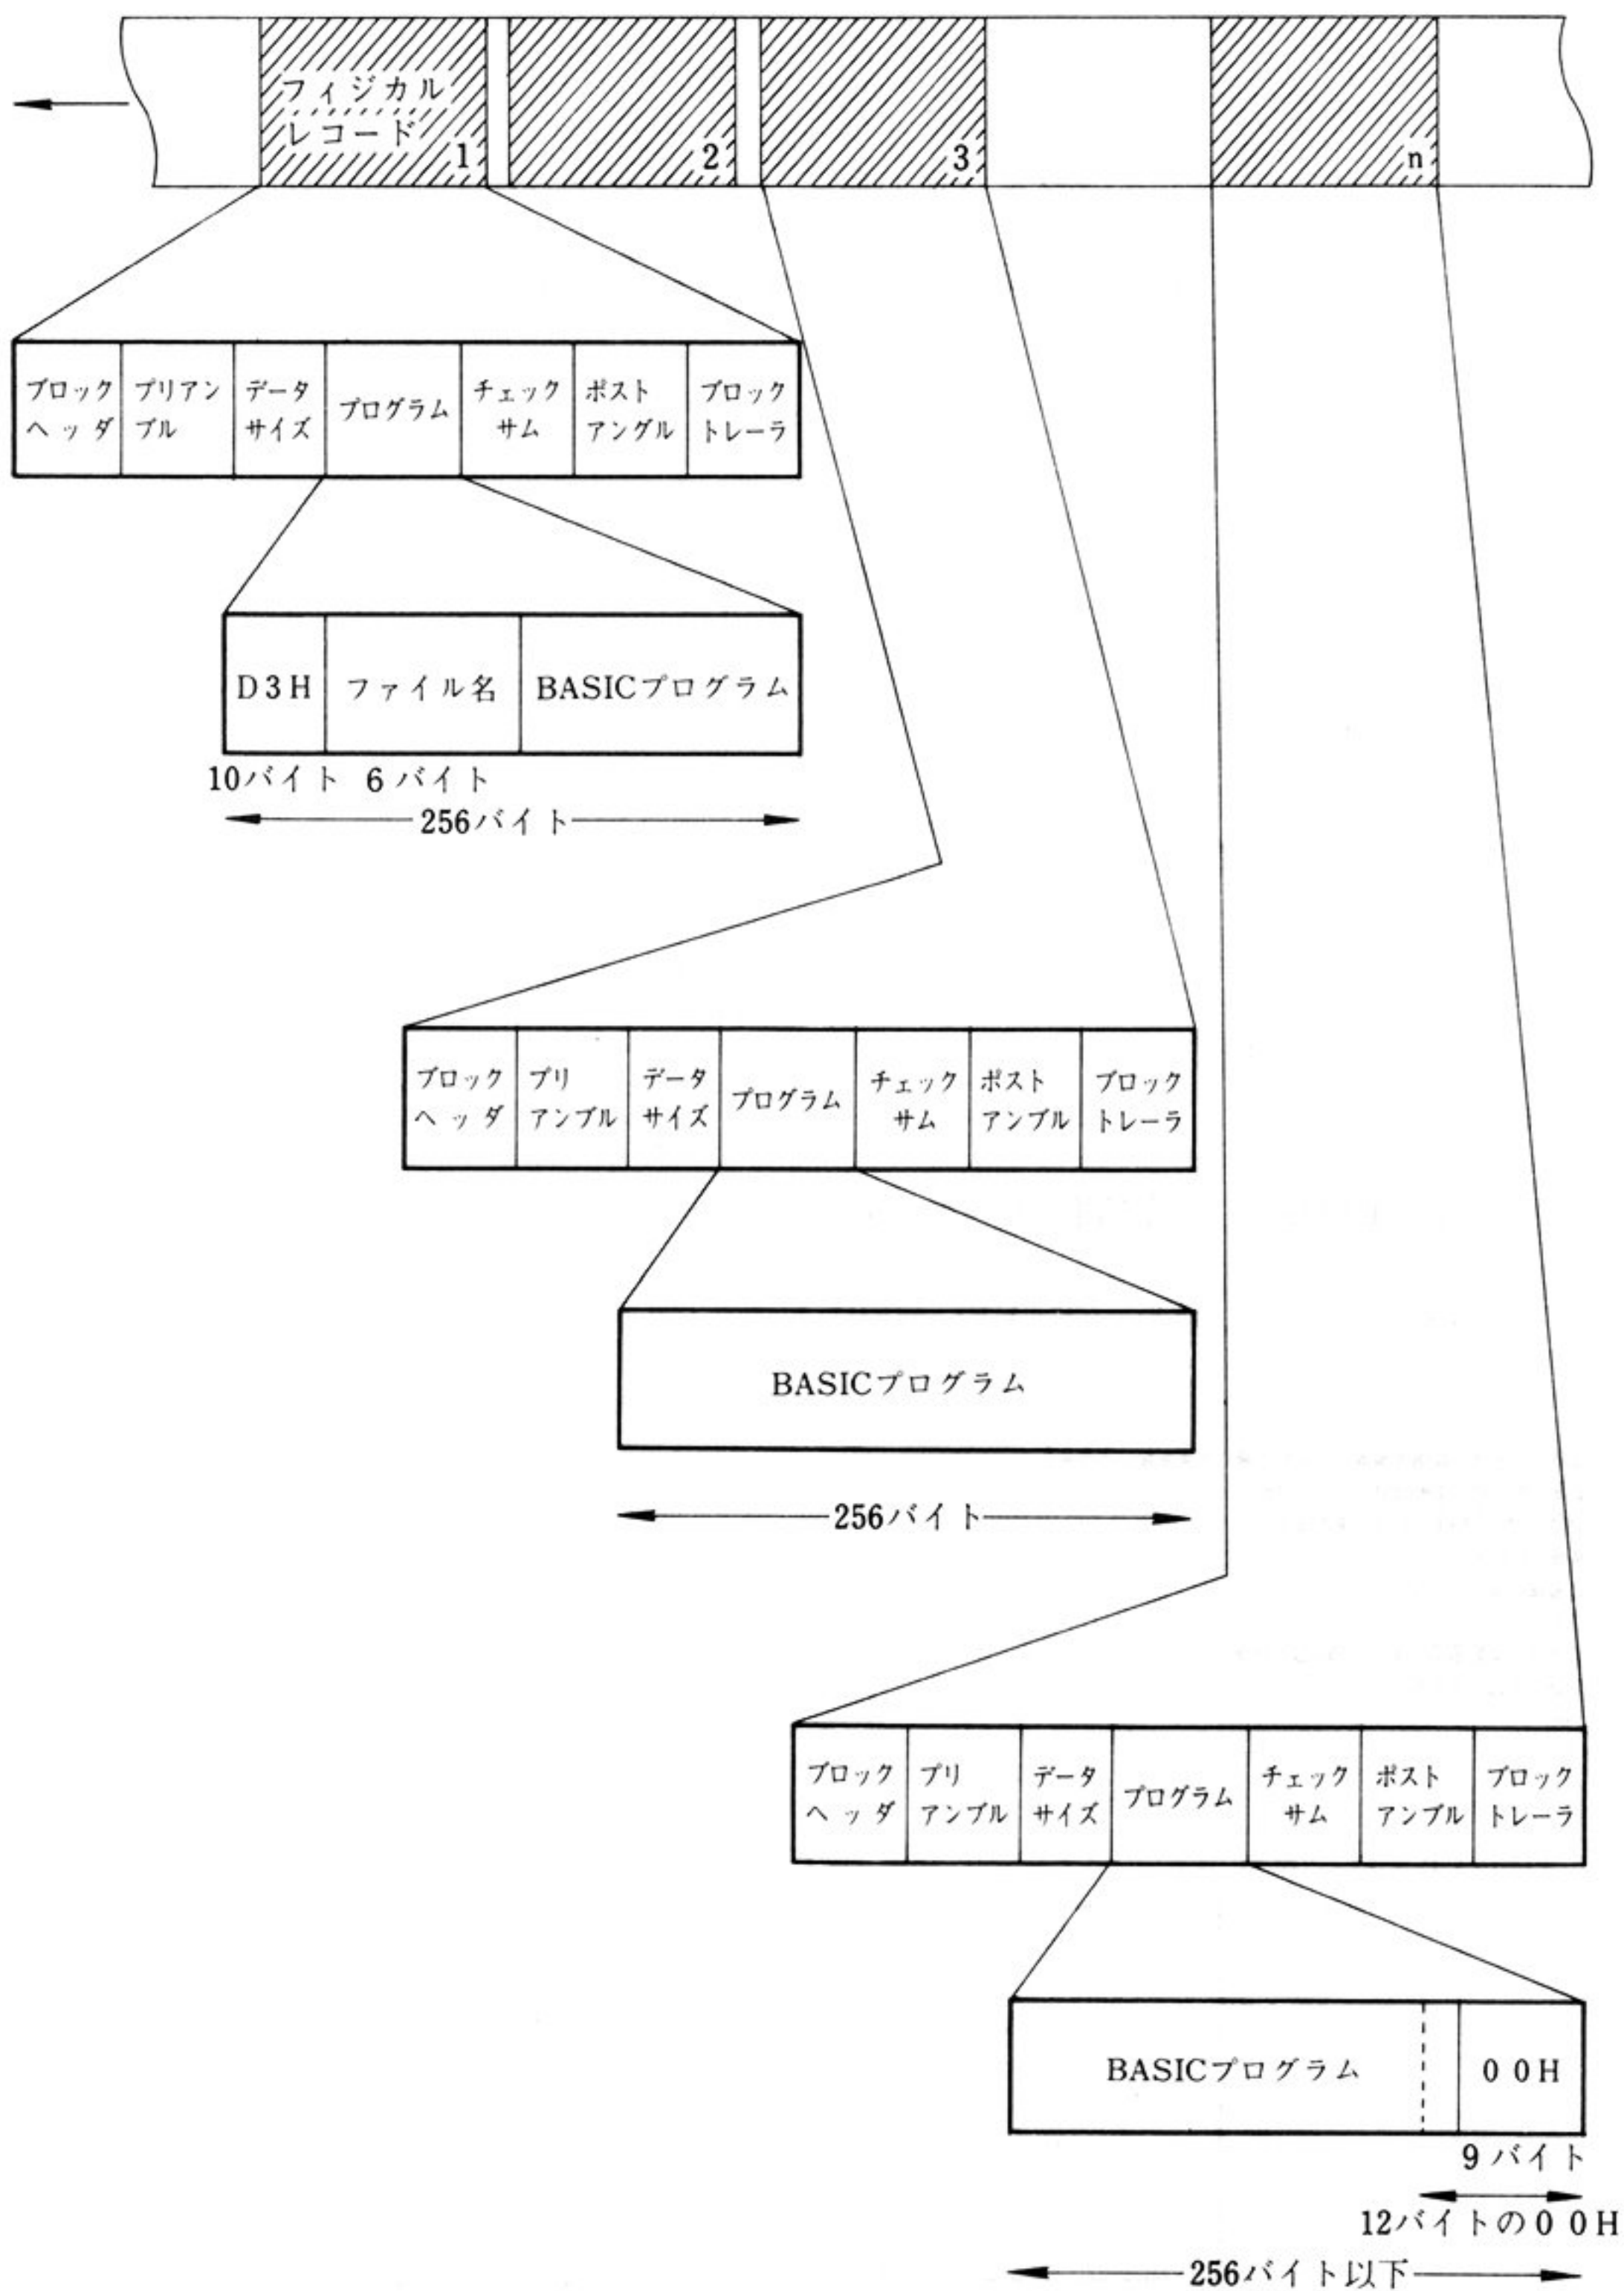 フィジカル
レコード
1
2
3
n
ブロック
ヘッダ
プリアン
ブル
データ
サイズ
プログラム
チェック
サム
ポスト
アングル
ブロック
トレーラ
D3H
ファイル名
BASICプログラム
10バイト
6バイト
256バイト
ブロック
ヘッダ
プリ
アンブル
データ
サイズ
プログラム
チェック
サム
ポスト
アンブル
ブロック
トレーラ
BASICプログラム
256バイト
ブロック
ヘッダ
プリ
アンブル
データ
サイズ
プログラム
チェック
サム
ポスト
アンブル
ブロック
トレーラ
BASICプログラム
00H
9バイト
12バイトの00H
256バイト以下